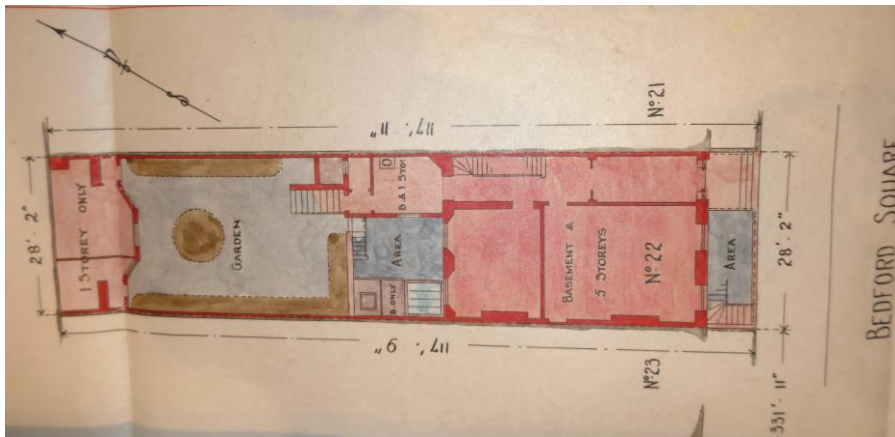 N S
Nº 21
117'. 11"
28'. 2"
1 STOREY ONLY
GARDEN
B. & 1 STOY
AREA
B. ONLY
BASEMENT &
5 STOREYS
Nº 22
AREA
28'. 2"
117'. 9"
Nº 23
331'- 11"
BEDFORD SQUARE